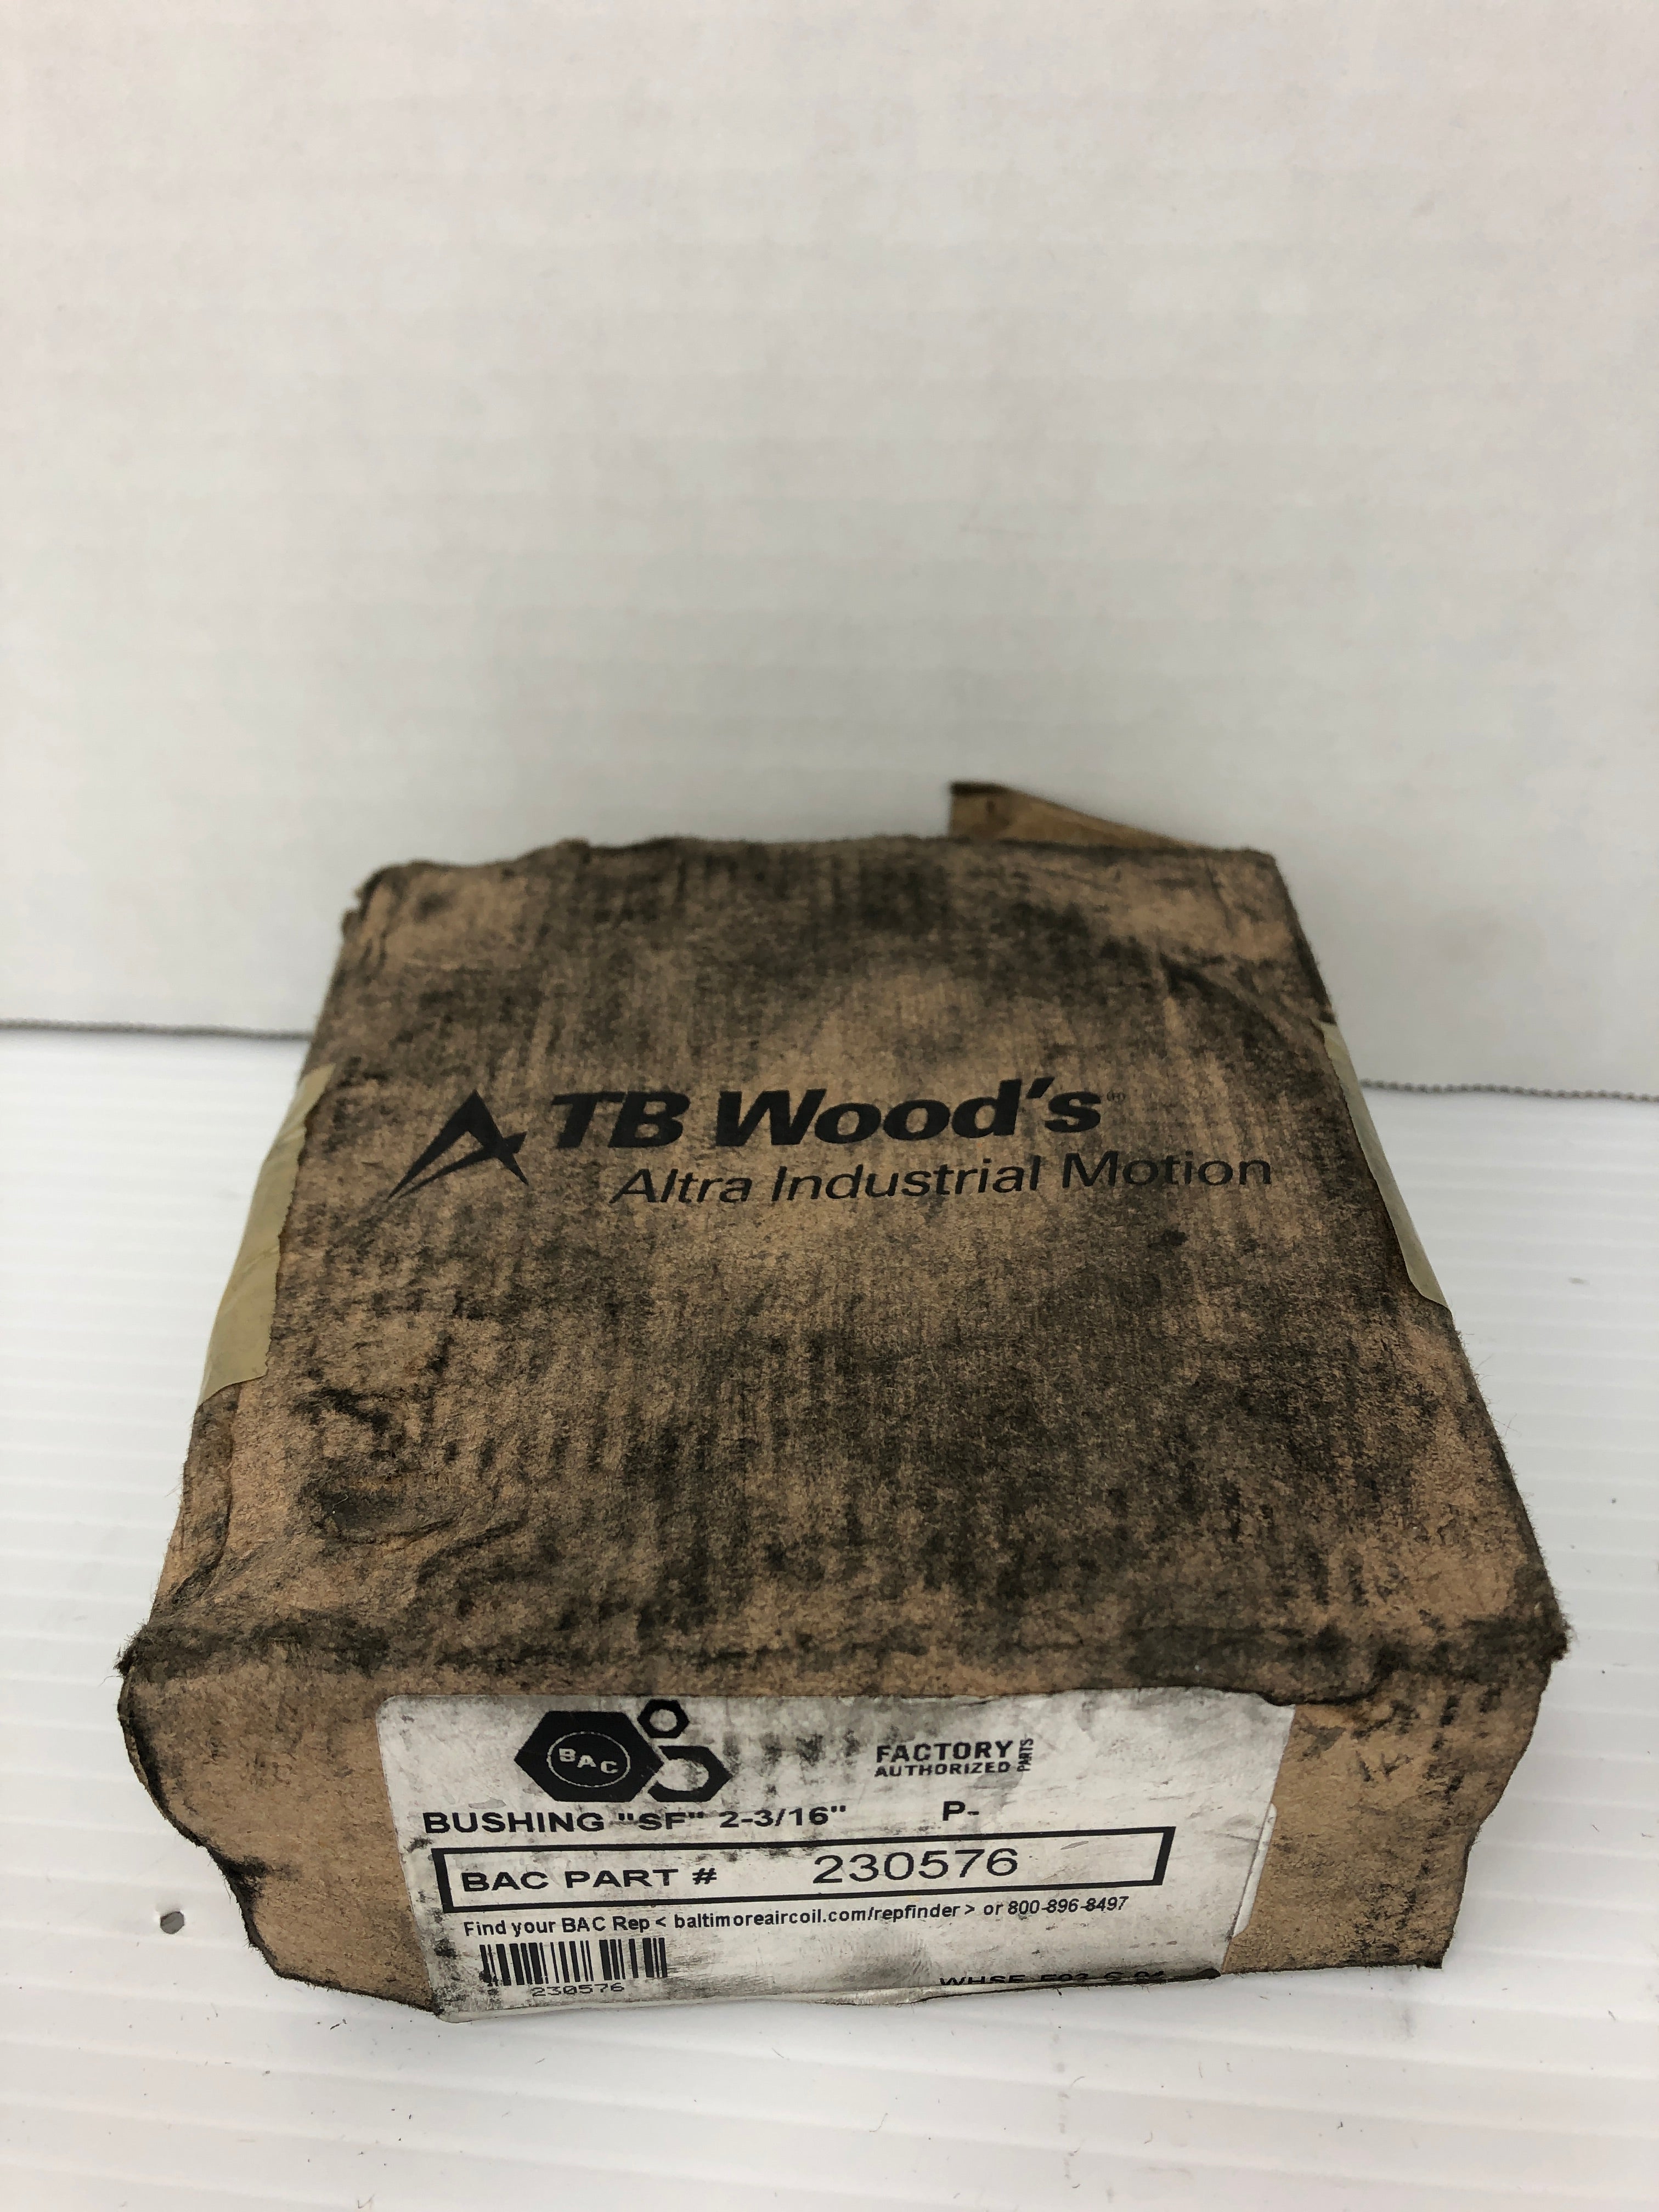 TB Wood's®
Altra Industrial Motion
BAC
FACTORY AUTHORIZED PARTS
BUSHING "SF" 2-3/16" P-
BAC PART # 230576
Find your BAC Rep < baltimoreaircoil.com/repfinder > or 800-896-8497
230576
WHSE